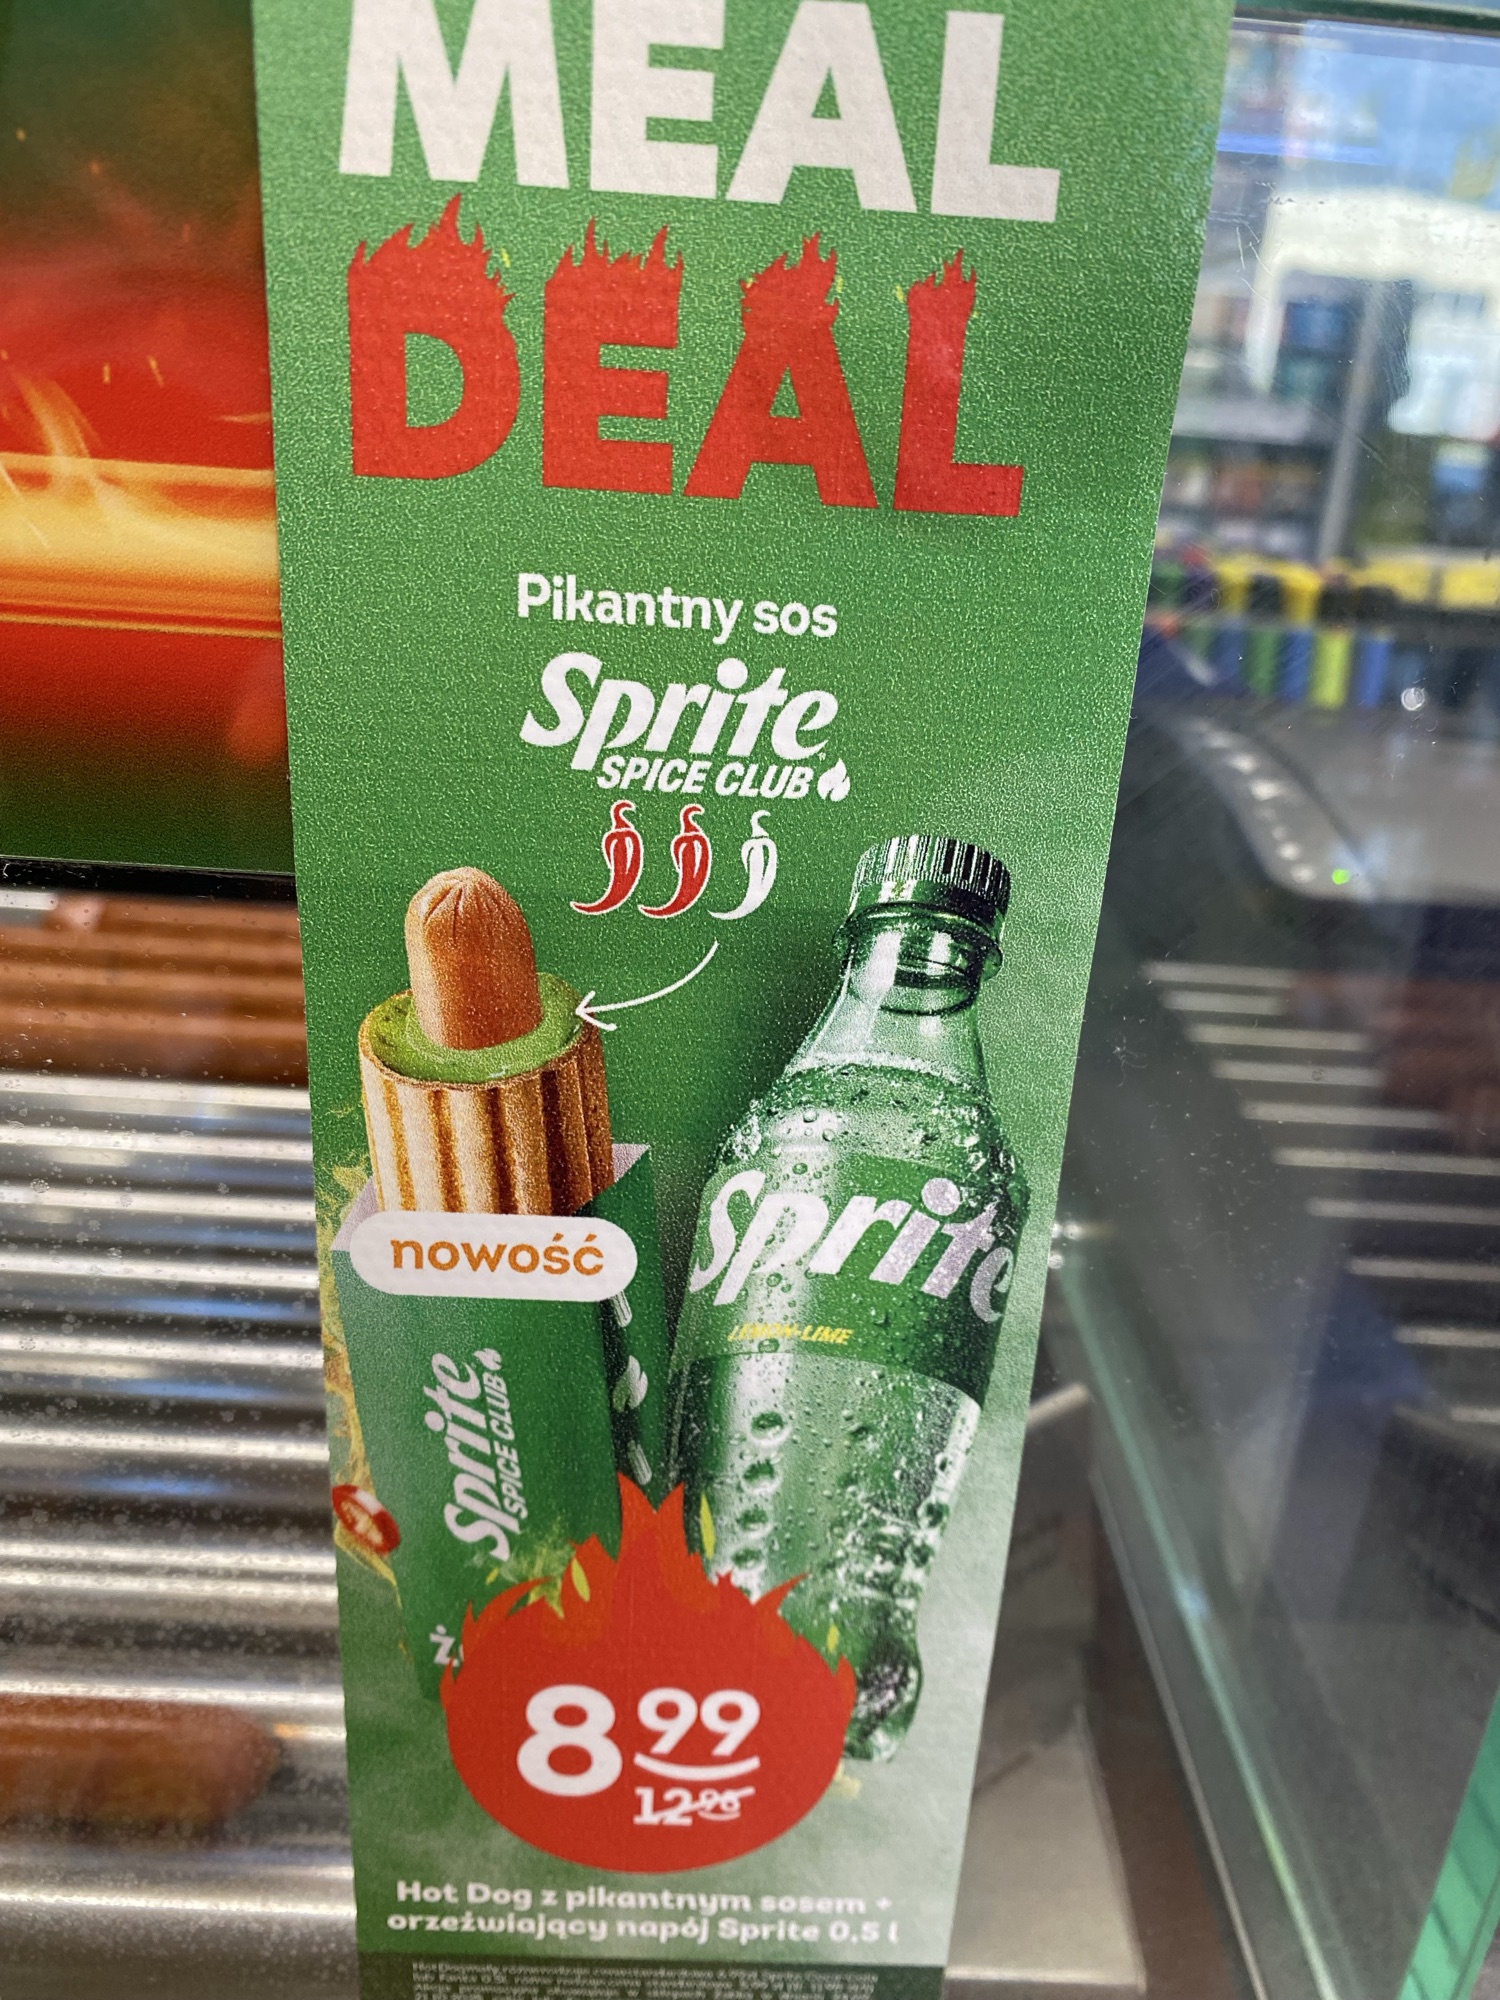 MEAL
DEAL
Pikantny sos
Sprite
SPICE CLUB
Sprite
LEMON-LIME
nowość
Sprite
SPICE CLUB
8 99
12 96
Hot Dog z pikantnym sosem +
orzeźwiający napój Sprite 0,5 l